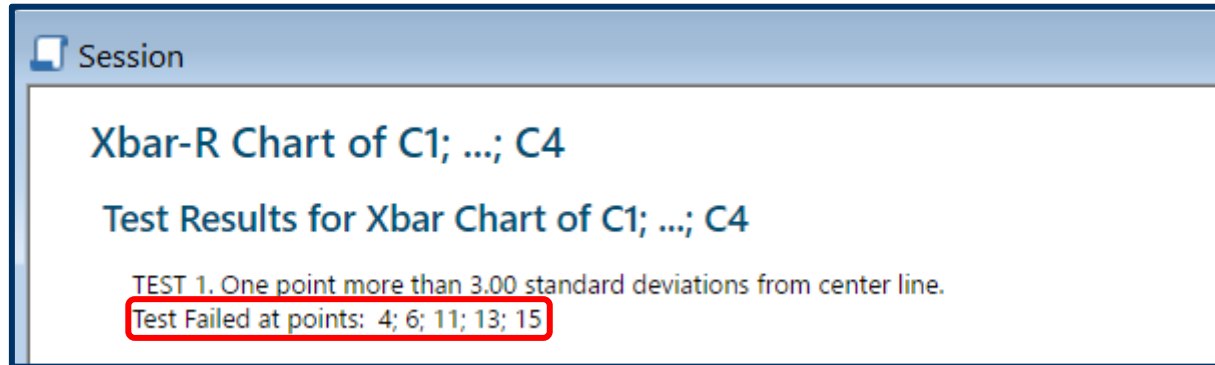 Session
Xbar-R Chart of C1; ...; C4
Test Results for Xbar Chart of C1; ...; C4
TEST 1. One point more than 3.00 standard deviations from center line.
Test Failed at points:  4; 6; 11; 13; 15